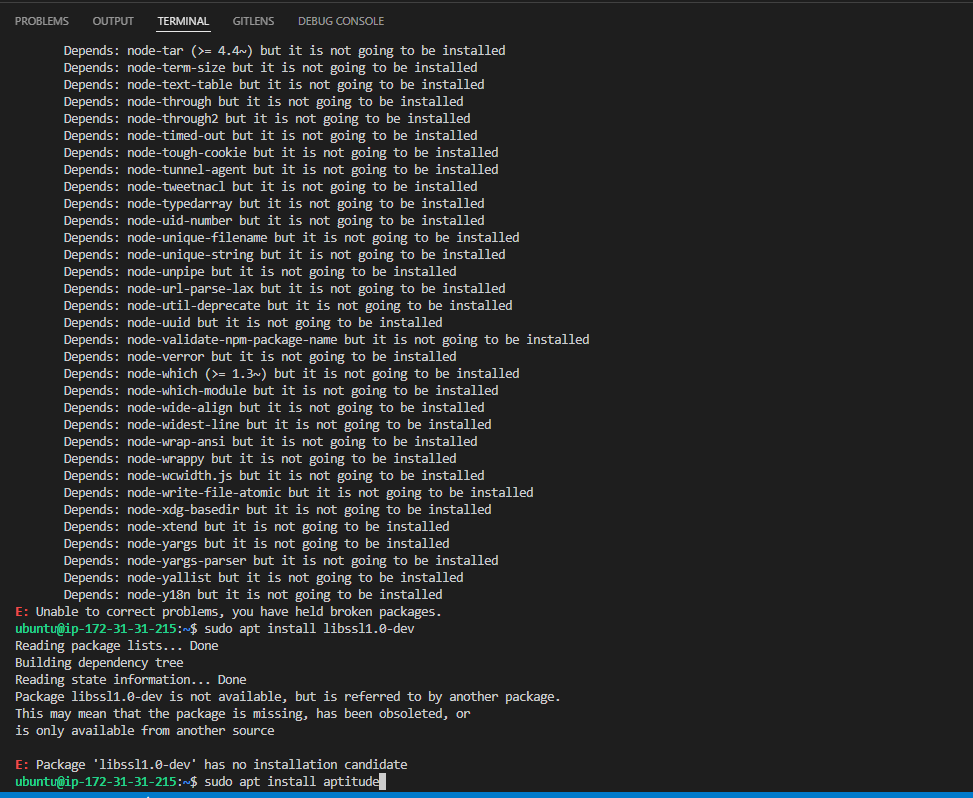 PROBLEMS OUTPUT TERMINAL GITLENS DEBUG CONSOLE
Depends: node-tar (>= 4.4~) but it is not going to be installed
Depends: node-term-size but it is not going to be installed
Depends: node-text-table but it is not going to be installed
Depends: node-through but it is not going to be installed
Depends: node-through2 but it is not going to be installed
Depends: node-timed-out but it is not going to be installed
Depends: node-tough-cookie but it is not going to be installed
Depends: node-tunnel-agent but it is not going to be installed
Depends: node-tweetnacl but it is not going to be installed
Depends: node-typedarray but it is not going to be installed
Depends: node-uid-number but it is not going to be installed
Depends: node-unique-filename but it is not going to be installed
Depends: node-unique-string but it is not going to be installed
Depends: node-unpipe but it is not going to be installed
Depends: node-url-parse-lax but it is not going to be installed
Depends: node-util-deprecate but it is not going to be installed
Depends: node-uuid but it is not going to be installed
Depends: node-validate-npm-package-name but it is not going to be installed
Depends: node-verror but it is not going to be installed
Depends: node-which (>= 1.3~) but it is not going to be installed
Depends: node-which-module but it is not going to be installed
Depends: node-wide-align but it is not going to be installed
Depends: node-widest-line but it is not going to be installed
Depends: node-wrap-ansi but it is not going to be installed
Depends: node-wrappy but it is not going to be installed
Depends: node-wcwidth.js but it is not going to be installed
Depends: node-write-file-atomic but it is not going to be installed
Depends: node-xdg-basedir but it is not going to be installed
Depends: node-xtend but it is not going to be installed
Depends: node-yargs but it is not going to be installed
Depends: node-yargs-parser but it is not going to be installed
Depends: node-yallist but it is not going to be installed
Depends: node-y18n but it is not going to be installed
E: Unable to correct problems, you have held broken packages.
ubuntu@ip-172-31-31-215:~$ sudo apt install libssl1.0-dev
Reading package lists... Done
Building dependency tree
Reading state information... Done
Package libssl1.0-dev is not available, but is referred to by another package.
This may mean that the package is missing, has been obsoleted, or
is only available from another source
E: Package 'libssl1.0-dev' has no installation candidate
ubuntu@ip-172-31-31-215:~$ sudo apt install aptitude